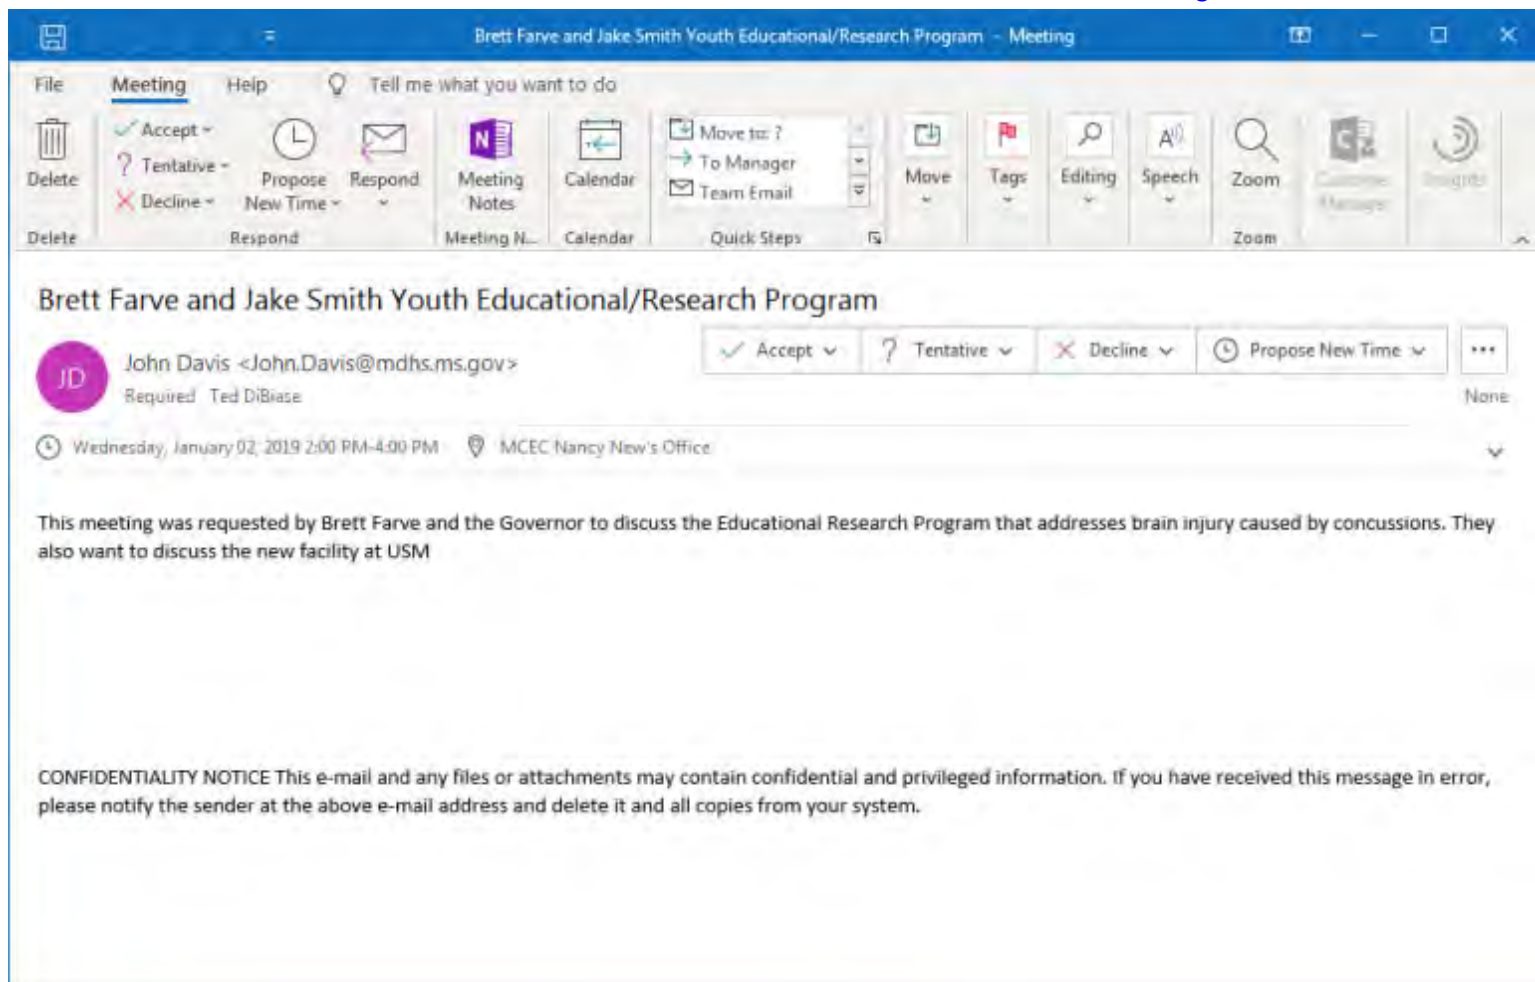 Brett Farve and Jake Smith Youth Educational/Research Program - Meeting
File Meeting Help Tell me what you want to do
Delete
Accept
Tentative
Decline
Propose New Time
Respond
Meeting Notes
Calendar
Move to: ?
To Manager
Team Email
Move
Tags
Editing
Speech
Zoom
Insights
Delete Respond Meeting N... Calendar Quick Steps Zoom
Brett Farve and Jake Smith Youth Educational/Research Program
JD
John Davis <John.Davis@mdhs.ms.gov>
Required Ted DiBiase
Accept Tentative Decline Propose New Time ...
None
Wednesday, January 02, 2019 2:00 PM-4:00 PM MCEC Nancy New's Office
This meeting was requested by Brett Farve and the Governor to discuss the Educational Research Program that addresses brain injury caused by concussions. They
also want to discuss the new facility at USM
CONFIDENTIALITY NOTICE This e-mail and any files or attachments may contain confidential and privileged information. If you have received this message in error,
please notify the sender at the above e-mail address and delete it and all copies from your system.